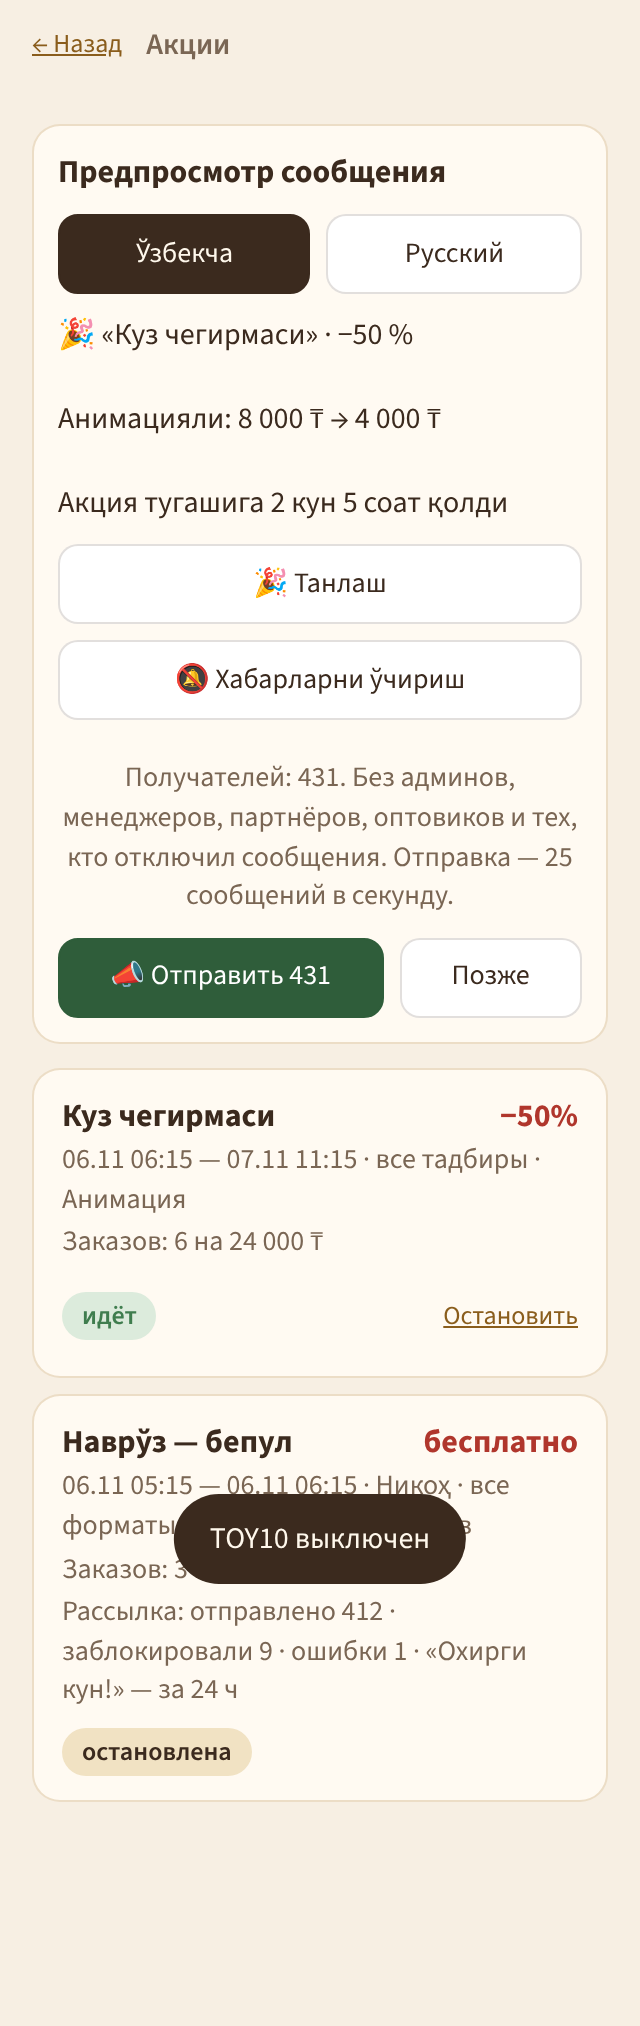 ← Назад Акции
Предпросмотр сообщения
Ўзбекча Русский
🎉 «Куз чегирмаси» · −50 %
Анимацияли: 8 000 ₸ → 4 000 ₸
Акция тугашига 2 кун 5 соат қолди
🎉 Танлаш
🔕 Хабарларни ўчириш
Получателей: 431. Без админов,
менеджеров, партнёров, оптовиков и тех,
кто отключил сообщения. Отправка — 25
сообщений в секунду.
📣 Отправить 431 Позже
Куз чегирмаси −50%
06.11 06:15 — 07.11 11:15 · все тадбиры ·
Анимация
Заказов: 6 на 24 000 ₸
идёт Остановить
Наврўз — бепул бесплатно
06.11 05:15 — 06.11 06:15 · Никоҳ · все
форматы
TOY10 выключен
Заказов: 3
Рассылка: отправлено 412 ·
заблокировали 9 · ошибки 1 · «Охирги
кун!» — за 24 ч
остановлена